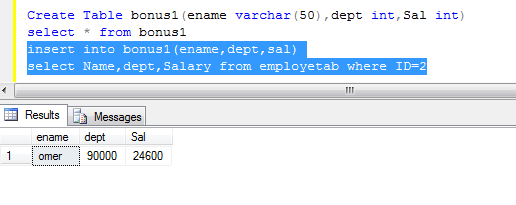 Create Table bonus1(ename varchar(50),dept int,Sal int)
select * from bonus1
insert into bonus1(ename,dept,sal)
select Name,dept,Salary from employetab where ID=2
Results Messages
ename dept Sal
1 omer 90000 24600